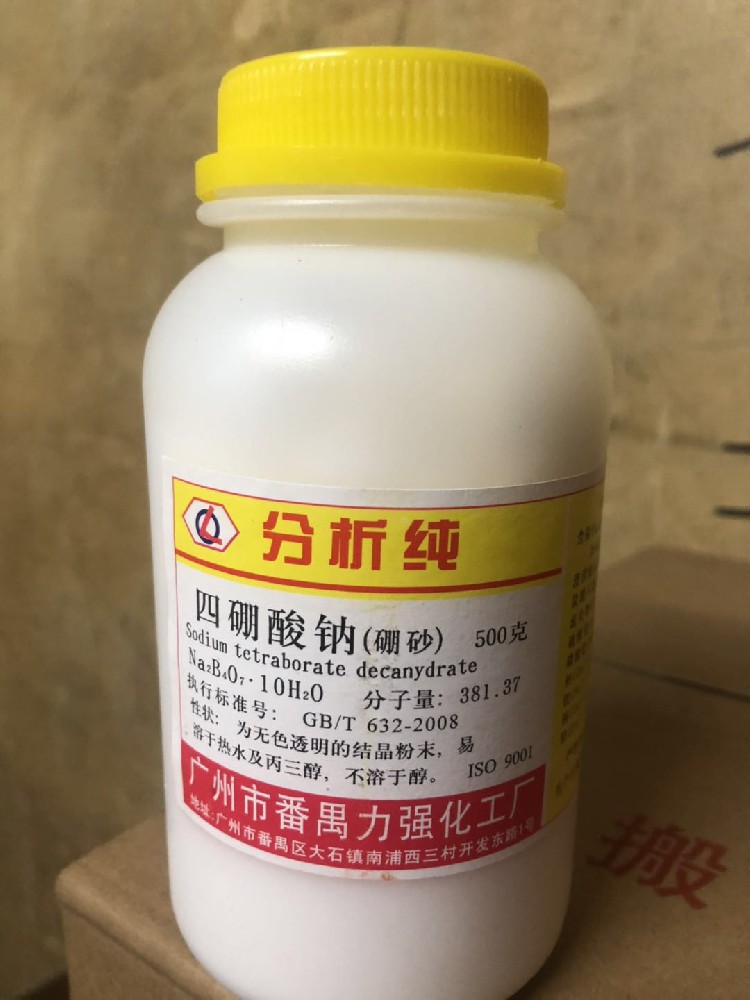 分析纯
四硼酸钠(硼砂) 500克
Sodium tetraborate decanydrate
Na₂B₄O₇·10H₂O 分子量: 381.37
执行标准号: GB/T 632-2008
性状: 为无色透明的结晶粉末, 易
溶于热水及丙三醇, 不溶于醇。 ISO 9001
广州市番禺力强化工厂
地址:广州市番禺区大石镇南浦西三村开发东路1号
搬